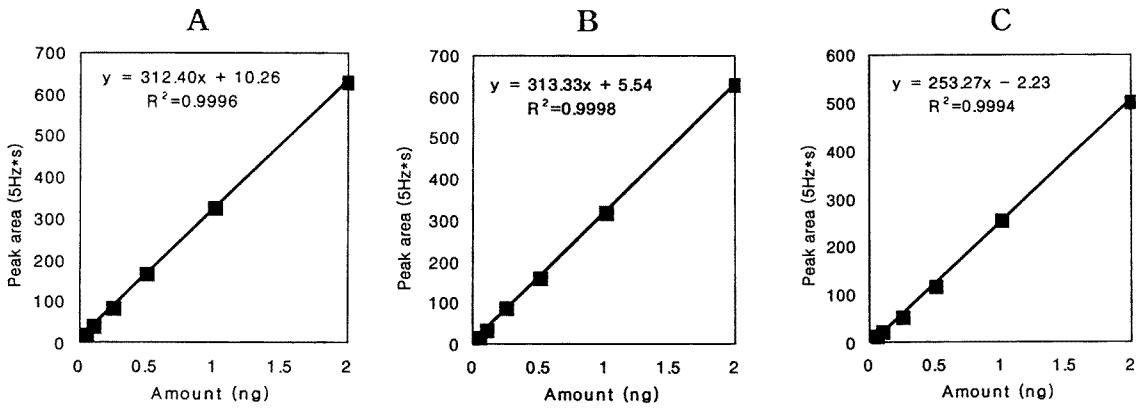 A
700
600
500
400
300
200
100
0
y = 312.40x + 10.26
R²=0.9996
0 0.5 1 1.5 2
Peak area (5Hz*s)
Amount (ng)
B
700
600
500
400
300
200
100
0
y = 313.33x + 5.54
R²=0.9998
0 0.5 1 1.5 2
Peak area (5Hz*s)
Amount (ng)
C
600
500
400
300
200
100
0
y = 253.27x − 2.23
R²=0.9994
0 0.5 1 1.5 2
Peak area (5Hz*s)
Amount (ng)